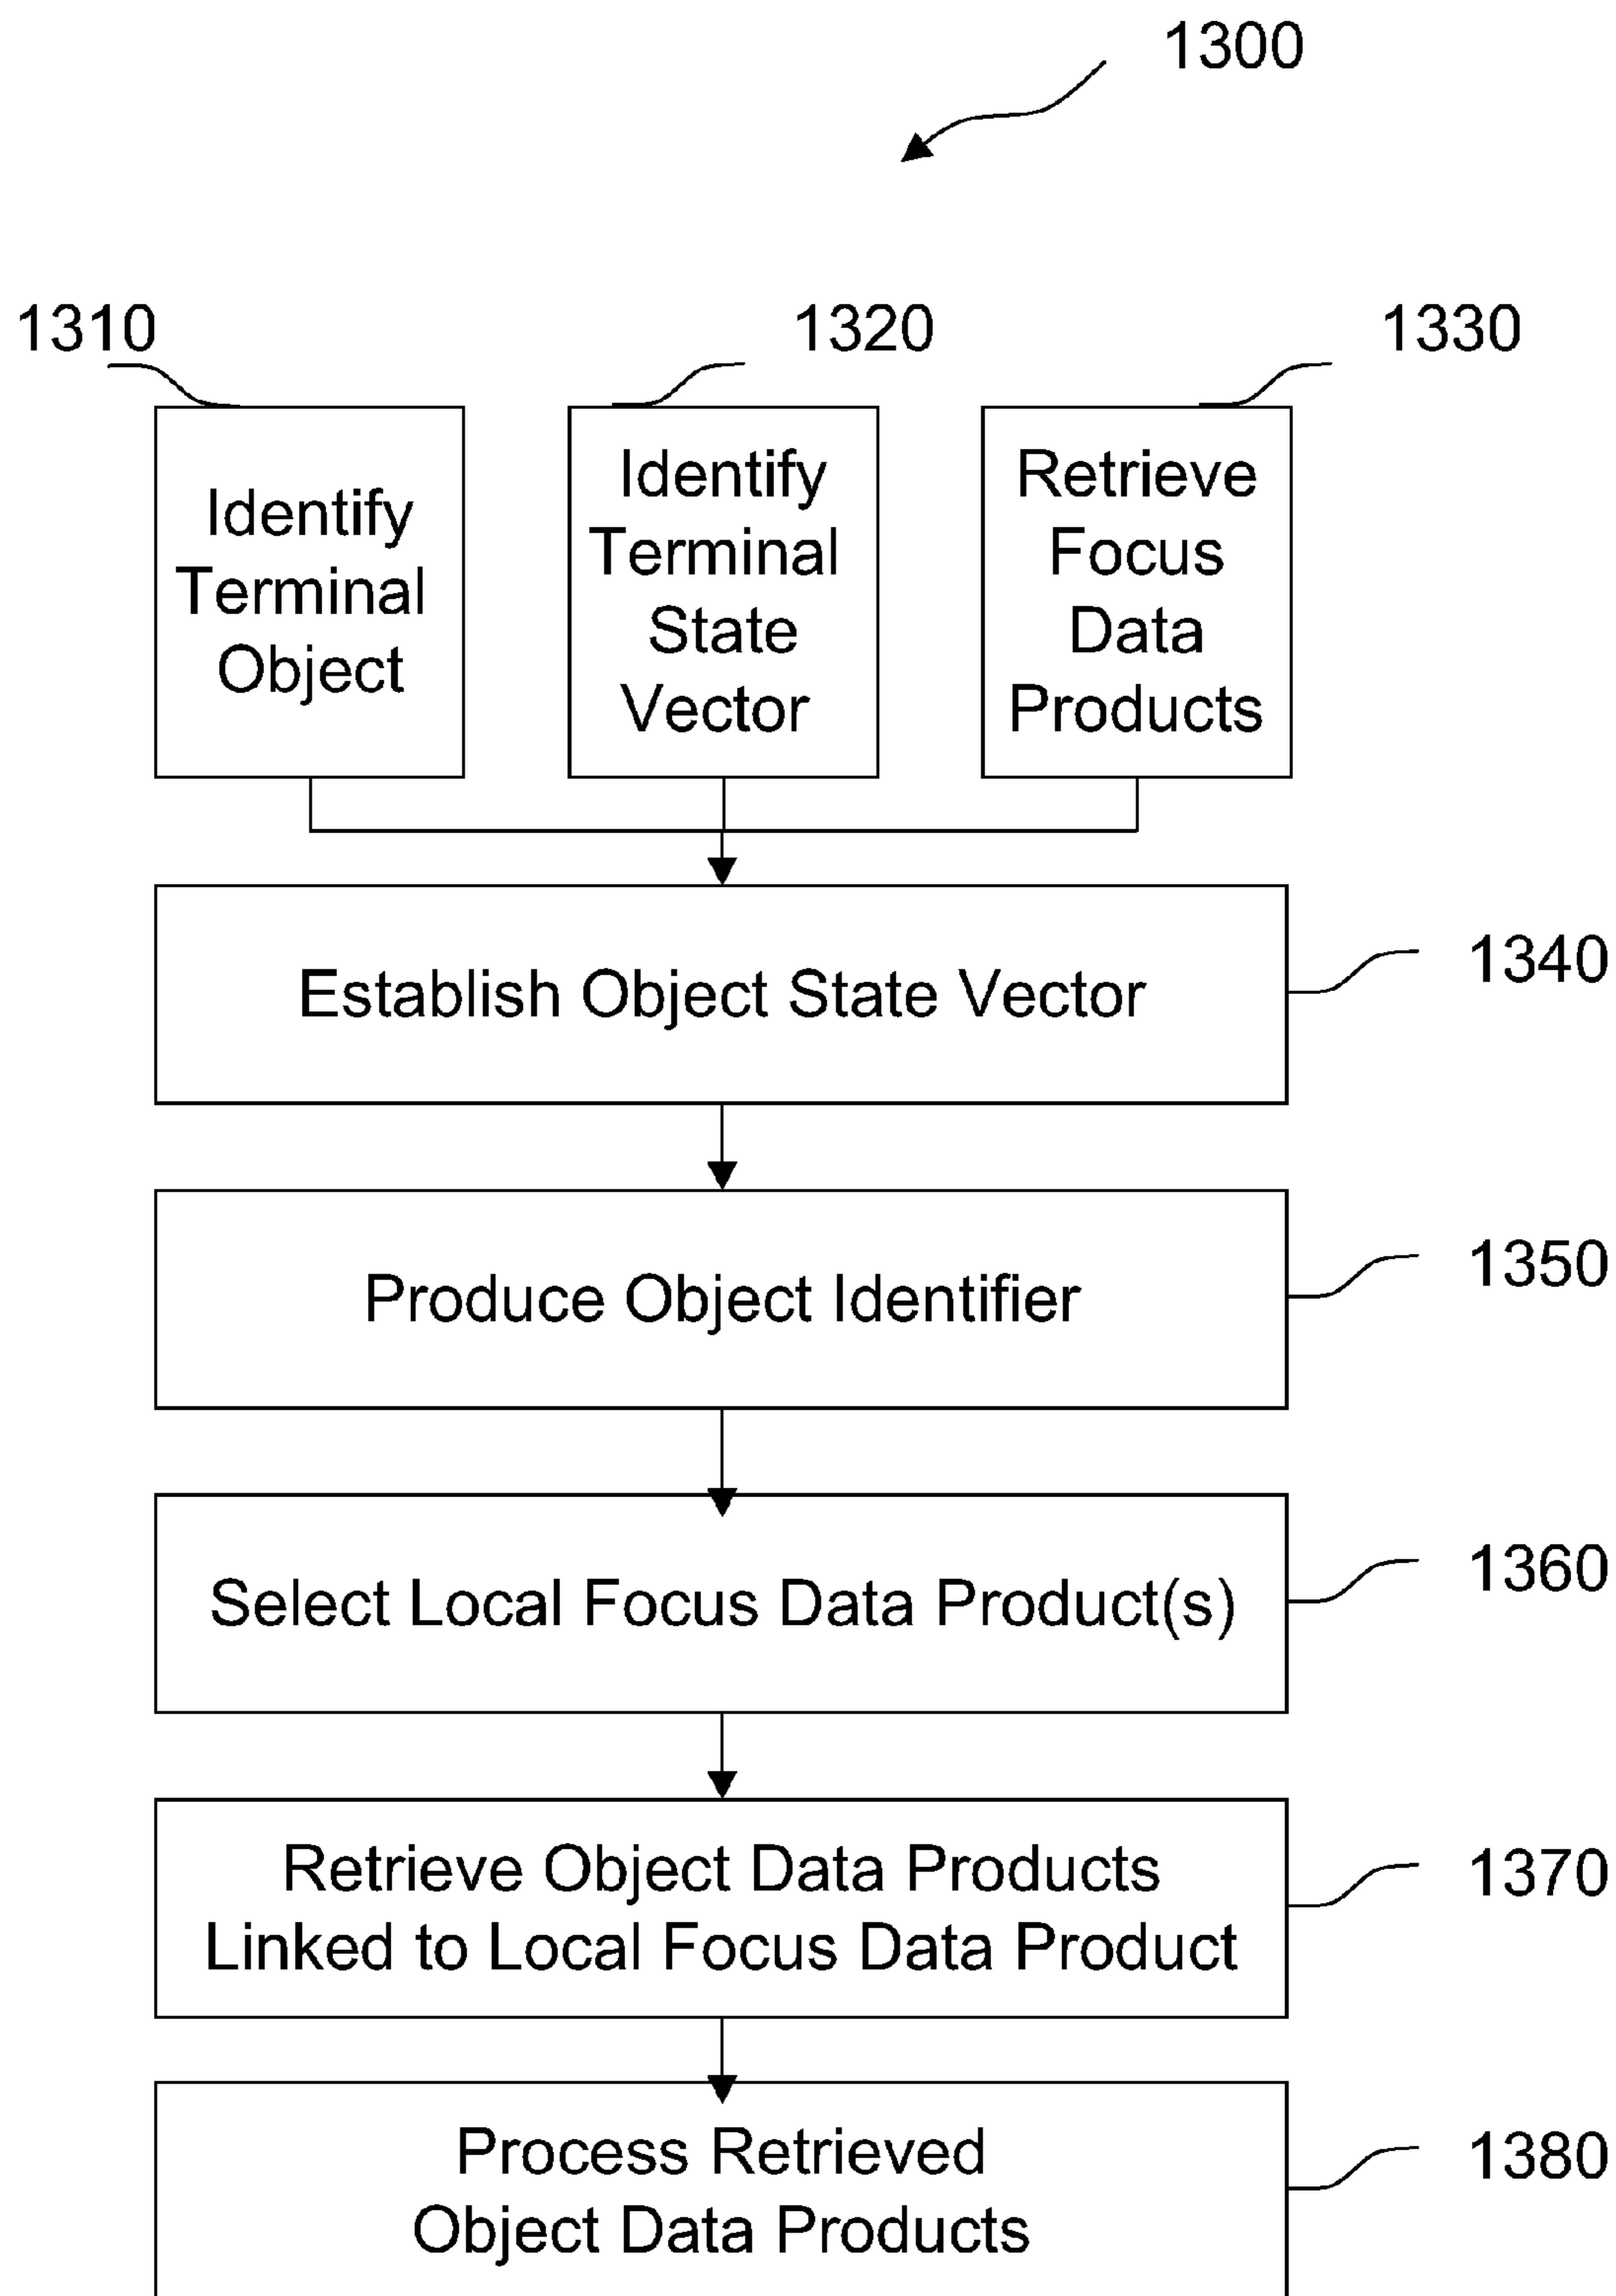 1300
1310
1320
1330
Identify
Terminal
Object
Identify
Terminal
State
Vector
Retrieve
Focus
Data
Products
Establish Object State Vector
1340
Produce Object Identifier
1350
Select Local Focus Data Product(s)
1360
Retrieve Object Data Products
Linked to Local Focus Data Product
1370
Process Retrieved
Object Data Products
1380